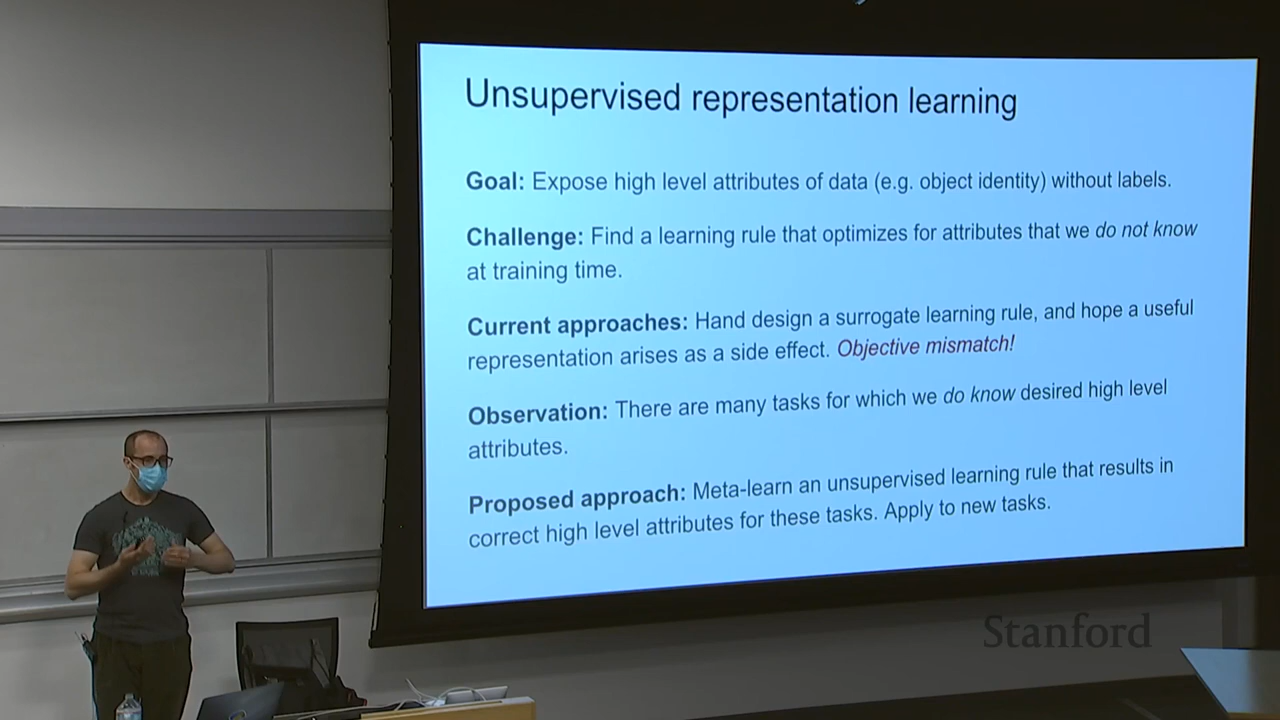 Unsupervised representation learning
Goal: Expose high level attributes of data (e.g. object identity) without labels.
Challenge: Find a learning rule that optimizes for attributes that we do not know
at training time.
Current approaches: Hand design a surrogate learning rule, and hope a useful
representation arises as a side effect. Objective mismatch!
Observation: There are many tasks for which we do know desired high level
attributes.
Proposed approach: Meta-learn an unsupervised learning rule that results in
correct high level attributes for these tasks. Apply to new tasks.
Stanford